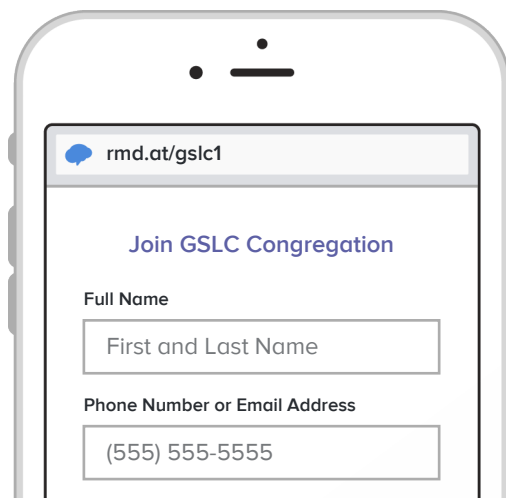 rmd.at/gslc1
Join GSLC Congregation
Full Name
First and Last Name
Phone Number or Email Address
(555) 555-5555